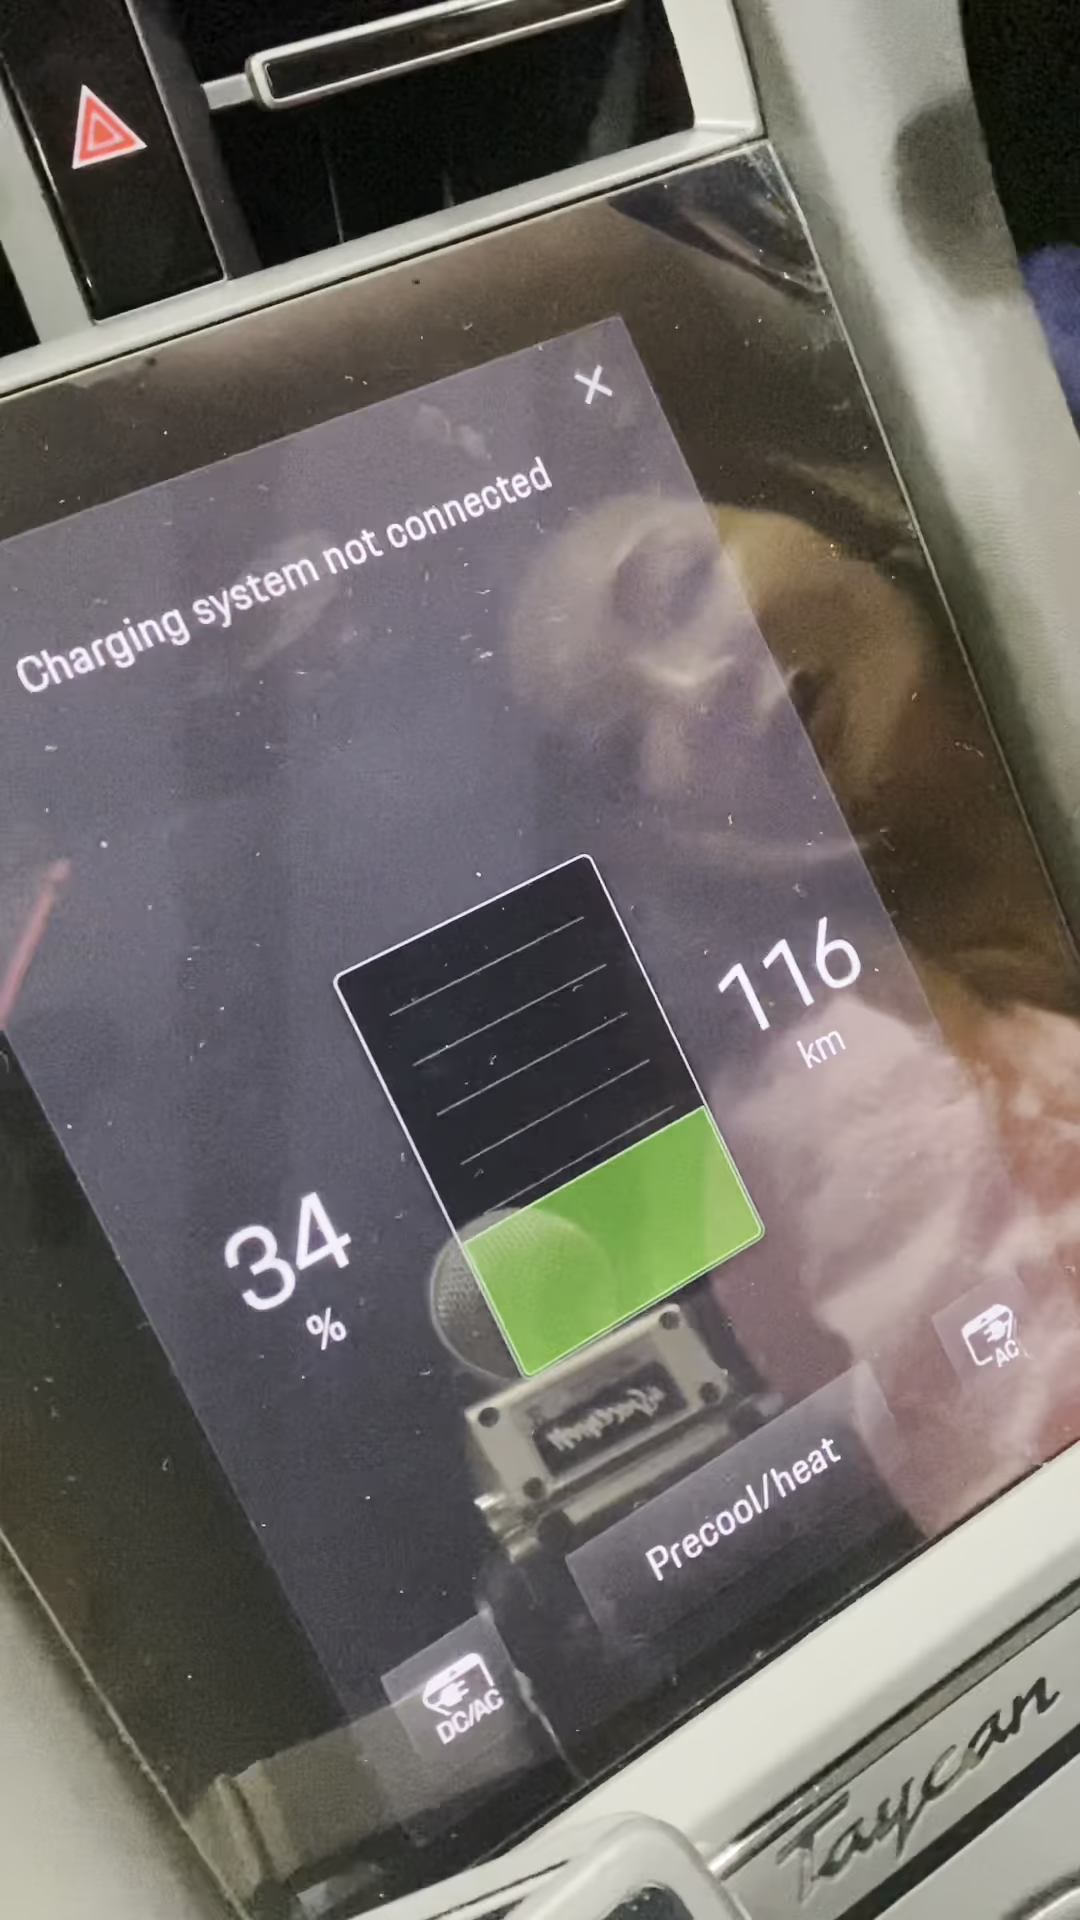 Charging system not connected
116
km
34
%
AC
Precool/heat
DC/AC
Taycan